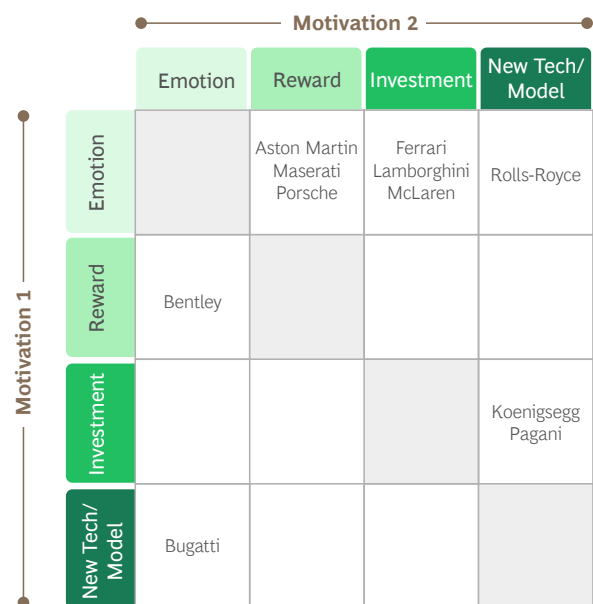 Motivation 2
Emotion
Reward
Investment
New Tech/
Model
Motivation 1
Emotion
Aston Martin
Maserati
Porsche
Ferrari
Lamborghini
McLaren
Rolls-Royce
Reward
Bentley
Investment
Koenigsegg
Pagani
New Tech/
Model
Bugatti